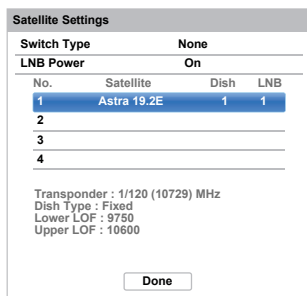 Satellite Settings
Switch Type None
LNB Power On
No. Satellite Dish LNB
1 Astra 19.2E 1 1
2
3
4
Transponder : 1/120 (10729) MHz
Dish Type : Fixed
Lower LOF : 9750
Upper LOF : 10600
Done